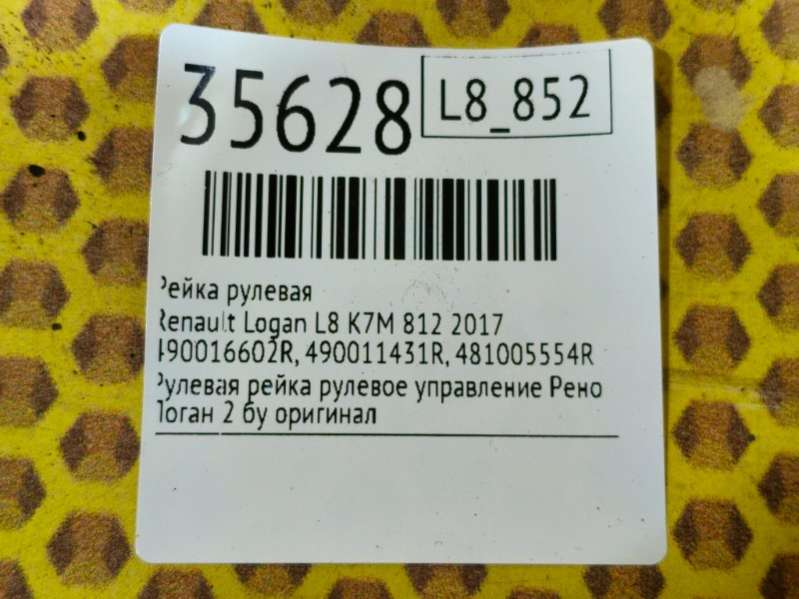 35628
L8_852
Рейка рулевая
Renault Logan L8 K7M 812 2017
490016602R, 490011431R, 481005554R
Рулевая рейка рулевое управление Рено
Логан 2 бу оригинал